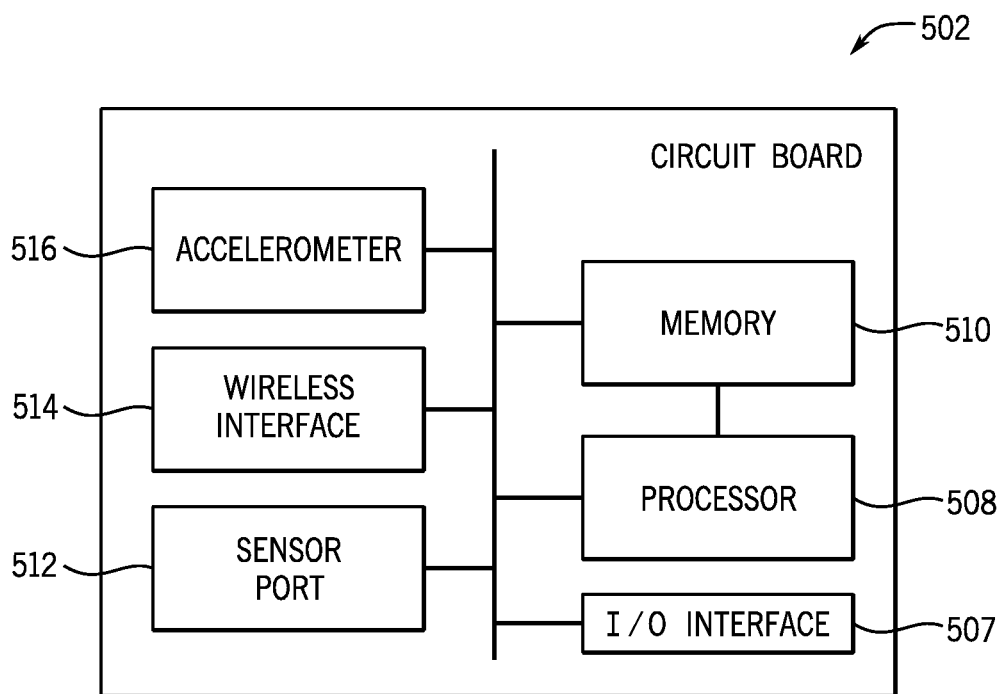 502
CIRCUIT BOARD
516
ACCELEROMETER
MEMORY
510
514
WIRELESS
INTERFACE
PROCESSOR
508
512
SENSOR
PORT
I/O INTERFACE
507